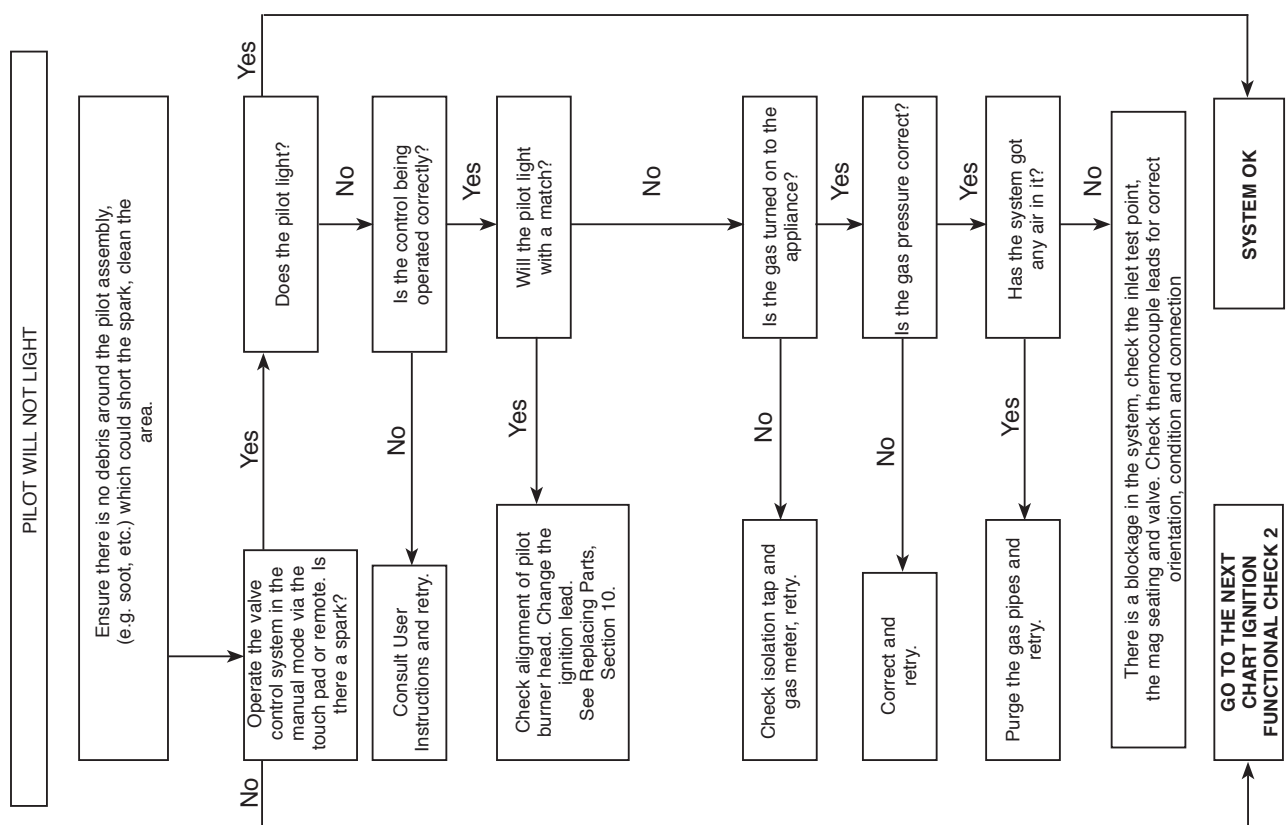 PILOT WILL NOT LIGHT
Ensure there is no debris around the pilot assembly,
(e.g. soot, etc.) which could short the spark, clean the
area.
Operate the valve
control system in the
manual mode via the
touch pad or remote. Is
there a spark?
Yes
No
Does the pilot light?
Yes
No
Is the control being
operated correctly?
No
Yes
Consult User
Instructions and retry.
Will the pilot light
with a match?
Yes
No
Check alignment of pilot
burner head. Change the
ignition lead.
See Replacing Parts,
Section 10.
Is the gas turned on to the
appliance?
No
Yes
Check isolation tap and
gas meter, retry.
Is the gas pressure correct?
No
Yes
Correct and
retry.
Has the system got
any air in it?
Yes
No
Purge the gas pipes and
retry.
There is a blockage in the system, check the inlet test point,
the mag seating and valve. Check thermocouple leads for correct
orientation, condition and connection
GO TO THE NEXT
CHART IGNITION
FUNCTIONAL CHECK 2
SYSTEM OK